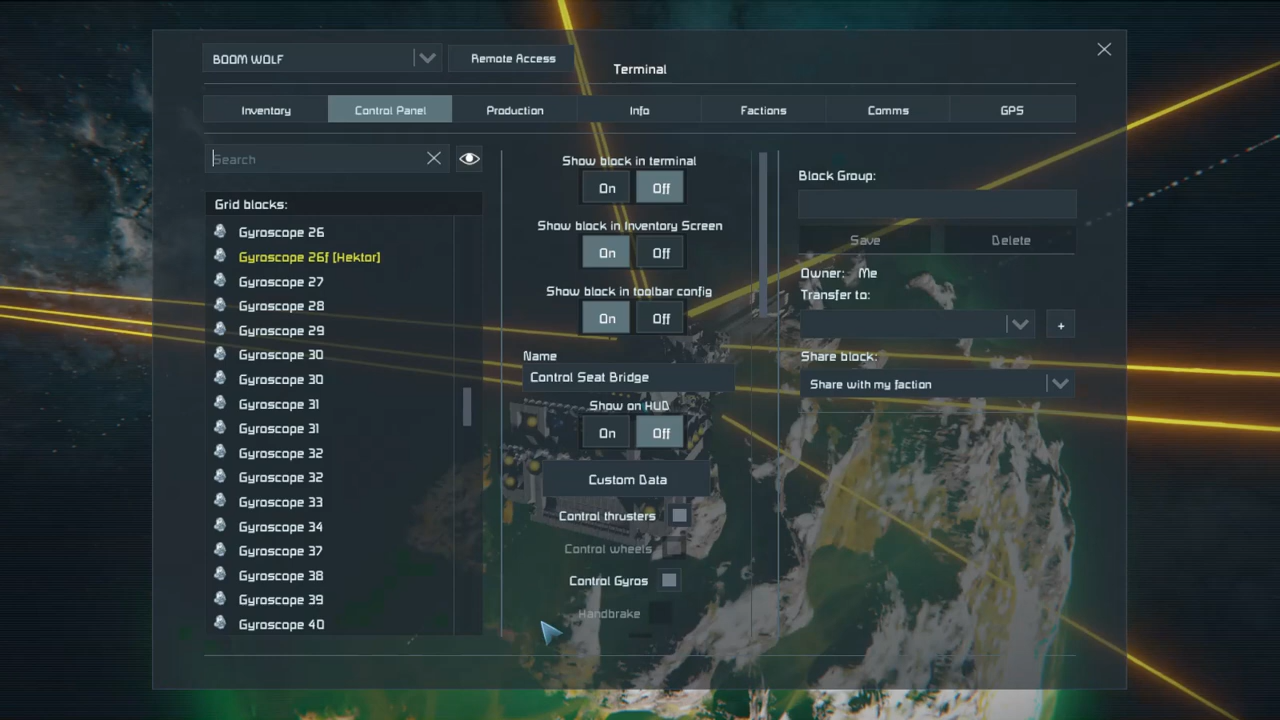 BOOM WOLF
Remote Access
Terminal
Inventory
Control Panel
Production
Info
Factions
Comms
GPS
Search
Grid blocks:
Gyroscope 26
Gyroscope 26f [Hektor]
Gyroscope 27
Gyroscope 28
Gyroscope 29
Gyroscope 30
Gyroscope 30
Gyroscope 31
Gyroscope 31
Gyroscope 32
Gyroscope 32
Gyroscope 33
Gyroscope 34
Gyroscope 37
Gyroscope 38
Gyroscope 39
Gyroscope 40
Show block in terminal
On Off
Show block in Inventory Screen
On Off
Show block in toolbar config
On Off
Name
Control Seat Bridge
Show on HUD
On Off
Custom Data
Control thrusters
Control wheels
Control Gyros
Handbrake
Block Group:
Save Delete
Owner: Me
Transfer to:
+
Share block:
Share with my faction